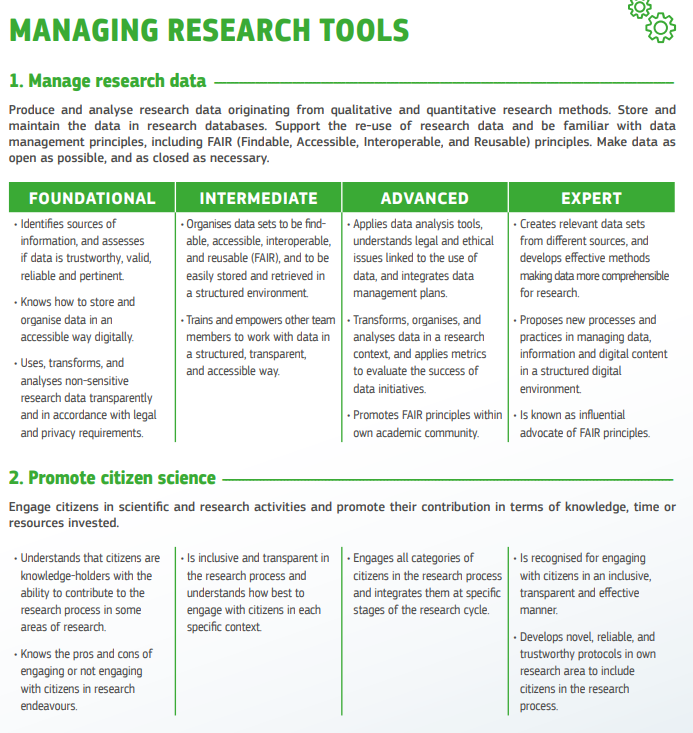 MANAGING RESEARCH TOOLS
1. Manage research data
Produce and analyse research data originating from qualitative and quantitative research methods. Store and
maintain the data in research databases. Support the re-use of research data and be familiar with data
management principles, including FAIR (Findable, Accessible, Interoperable, and Reusable) principles. Make data as
open as possible, and as closed as necessary.
FOUNDATIONAL
• Identifies sources of
information, and assesses
if data is trustworthy, valid,
reliable and pertinent.
• Knows how to store and
organise data in an
accessible way digitally.
• Uses, transforms, and
analyses non-sensitive
research data transparently
and in accordance with legal
and privacy requirements.
INTERMEDIATE
• Organises data sets to be find-
able, accessible, interoperable,
and reusable (FAIR), and to be
easily stored and retrieved in
a structured environment.
• Trains and empowers other team
members to work with data in
a structured, transparent,
and accessible way.
ADVANCED
• Applies data analysis tools,
understands legal and ethical
issues linked to the use of
data, and integrates data
management plans.
• Transforms, organises, and
analyses data in a research
context, and applies metrics
to evaluate the success of
data initiatives.
• Promotes FAIR principles within
own academic community.
EXPERT
• Creates relevant data sets
from different sources, and
develops effective methods
making data more comprehensible
for research.
• Proposes new processes and
practices in managing data,
information and digital content
in a structured digital
environment.
• Is known as influential
advocate of FAIR principles.
2. Promote citizen science
Engage citizens in scientific and research activities and promote their contribution in terms of knowledge, time or
resources invested.
• Understands that citizens are
knowledge-holders with the
ability to contribute to the
research process in some
areas of research.
• Knows the pros and cons of
engaging or not engaging
with citizens in research
endeavours.
• Is inclusive and transparent in
the research process and
understands how best to
engage with citizens in each
specific context.
• Engages all categories of
citizens in the research process
and integrates them at specific
stages of the research cycle.
• Is recognised for engaging
with citizens in an inclusive,
transparent and effective
manner.
• Develops novel, reliable, and
trustworthy protocols in own
research area to include
citizens in the research
process.